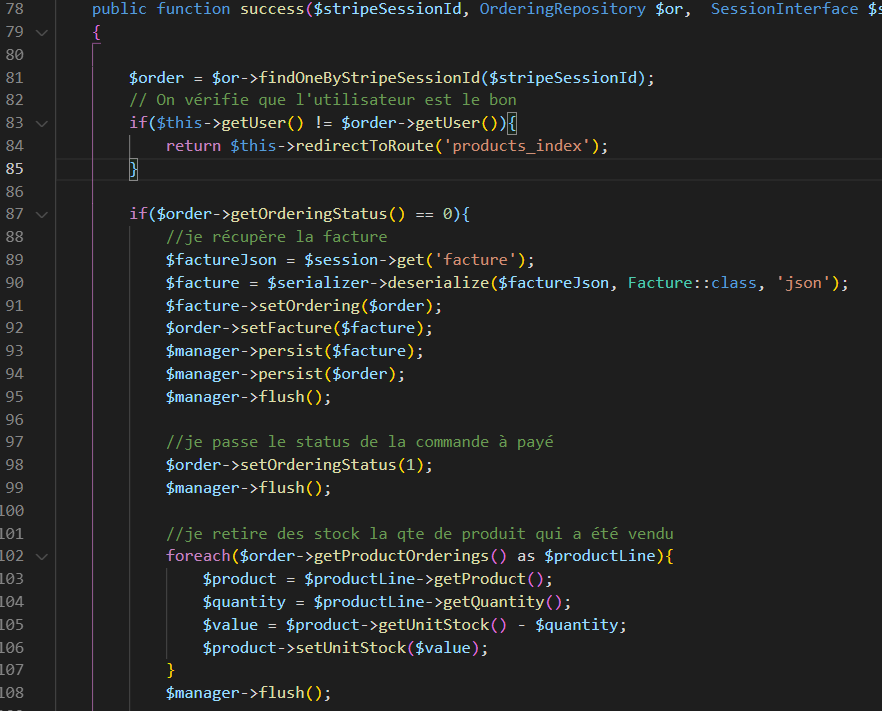 78 public function success($stripeSessionId, OrderingRepository $or, SessionInterface
79 {
80
81 $order = $or->findOneByStripeSessionId($stripeSessionId);
82 // On vérifie que l'utilisateur est le bon
83 if($this->getUser() != $order->getUser()){
84 return $this->redirectToRoute('products_index');
85 }
86
87 if($order->getOrderingStatus() == 0){
88 //je récupère la facture
89 $factureJson = $session->get('facture');
90 $facture = $serializer->deserialize($factureJson, Facture::class, 'json');
91 $facture->setOrdering($order);
92 $order->setFacture($facture);
93 $manager->persist($facture);
94 $manager->persist($order);
95 $manager->flush();
96
97 //je passe le status de la commande à payé
98 $order->setOrderingStatus(1);
99 $manager->flush();
100
101 //je retire des stock la qte de produit qui a été vendu
102 foreach($order->getProductOrderings() as $productLine){
103 $product = $productLine->getProduct();
104 $quantity = $productLine->getQuantity();
105 $value = $product->getUnitStock() - $quantity;
106 $product->setUnitStock($value);
107 }
108 $manager->flush();